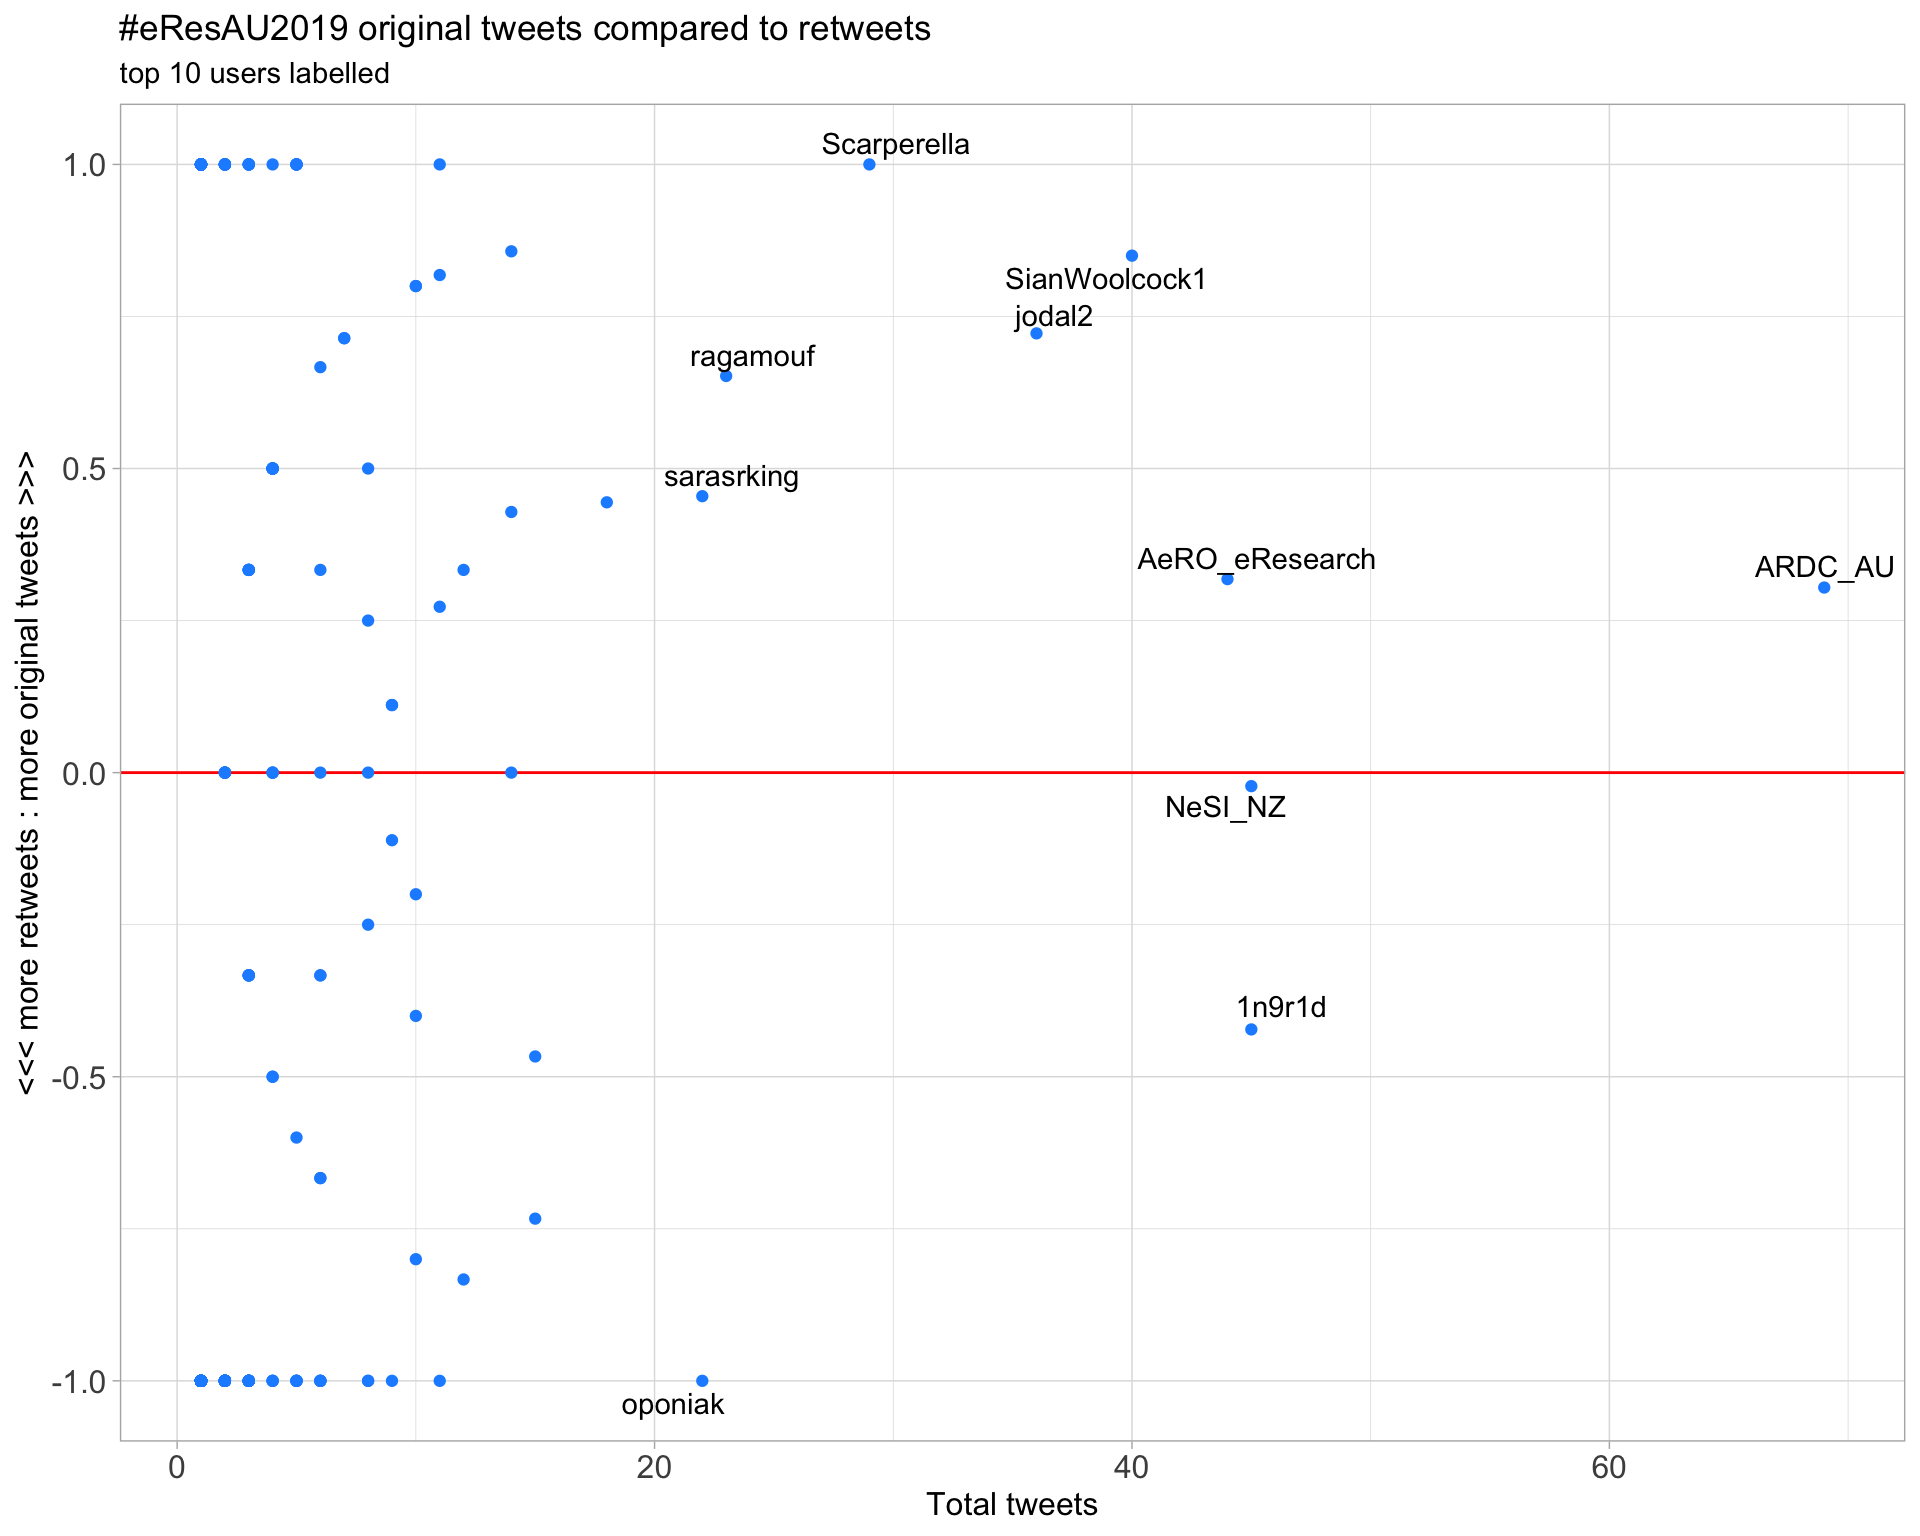 #eResAU2019 original tweets compared to retweets
top 10 users labelled
<<< more retweets : more original tweets >>>
1.0
0.5
0.0
-0.5
-1.0
Scarperella
SianWoolcock1
jodal2
ragamouf
sarasrking
AeRO_eResearch
ARDC_AU
NeSI_NZ
1n9r1d
oponiak
0
20
40
60
Total tweets